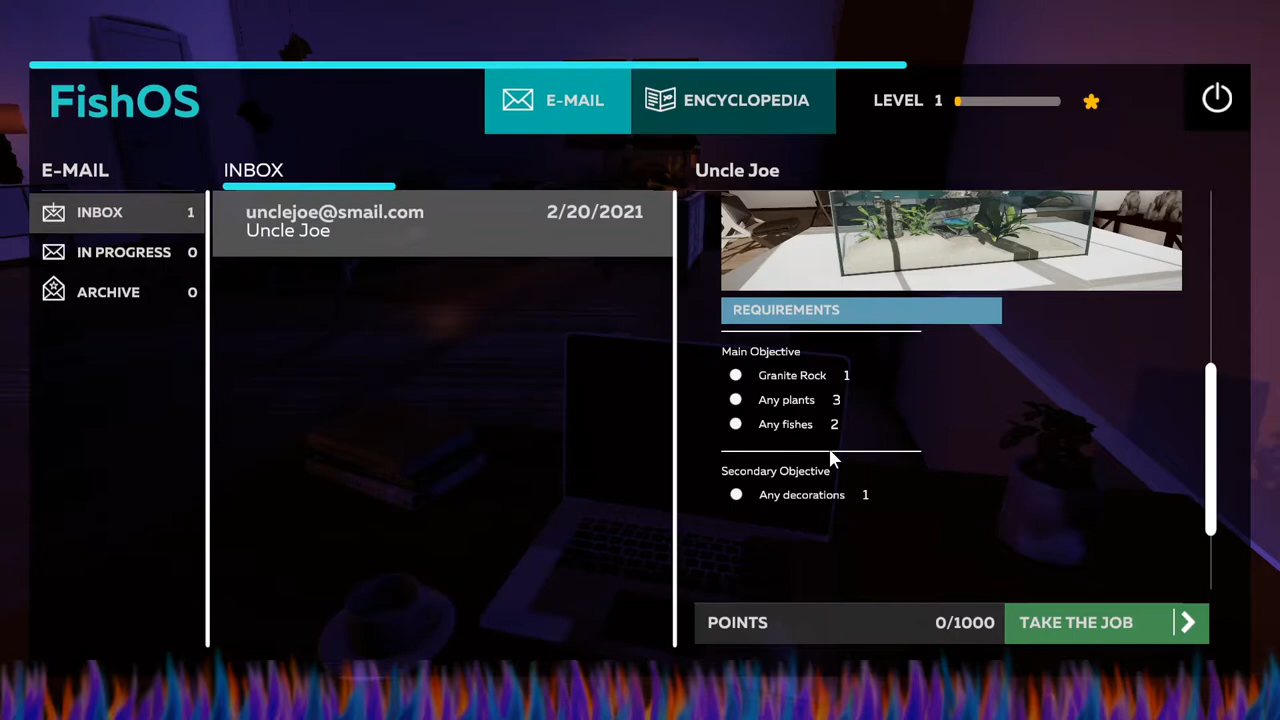 FishOS
E-MAIL
ENCYCLOPEDIA
LEVEL 1
E-MAIL
INBOX 1
IN PROGRESS 0
ARCHIVE 0
INBOX
unclejoe@smail.com 2/20/2021
Uncle Joe
Uncle Joe
REQUIREMENTS
Main Objective
Granite Rock 1
Any plants 3
Any fishes 2
Secondary Objective
Any decorations 1
POINTS 0/1000
TAKE THE JOB